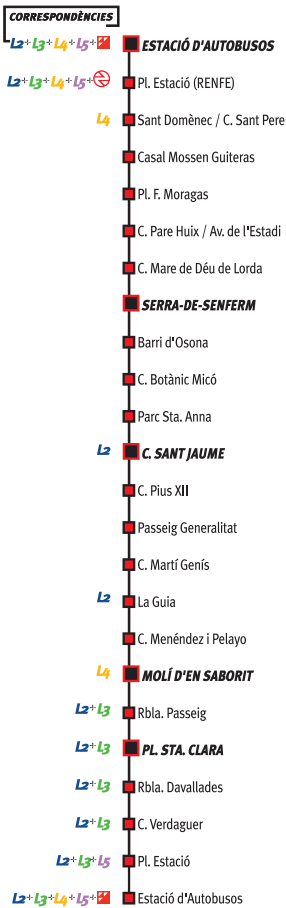 CORRESPONDÈNCIES
L2+L3+L4+L5+ ESTACIÓ D'AUTOBUSOS
L2+L3+L4+L5+ Pl. Estació (RENFE)
L4 Sant Domènec / C. Sant Pere
Casal Mossen Guiteras
Pl. F. Moragas
C. Pare Huix / Av. de l'Estadi
C. Mare de Déu de Lorda
SERRA-DE-SENFERM
Barri d'Osona
C. Botànic Micó
Parc Sta. Anna
L2 C. SANT JAUME
C. Pius XII
Passeig Generalitat
C. Martí Genís
L2 La Guia
C. Menéndez i Pelayo
L4 MOLÍ D'EN SABORIT
L2+L3 Rbla. Passeig
L2+L3 PL. STA. CLARA
L2+L3 Rbla. Davallades
L2+L3 C. Verdaguer
L2+L3+L5 Pl. Estació
L2+L3+L4+L5+ Estació d'Autobusos